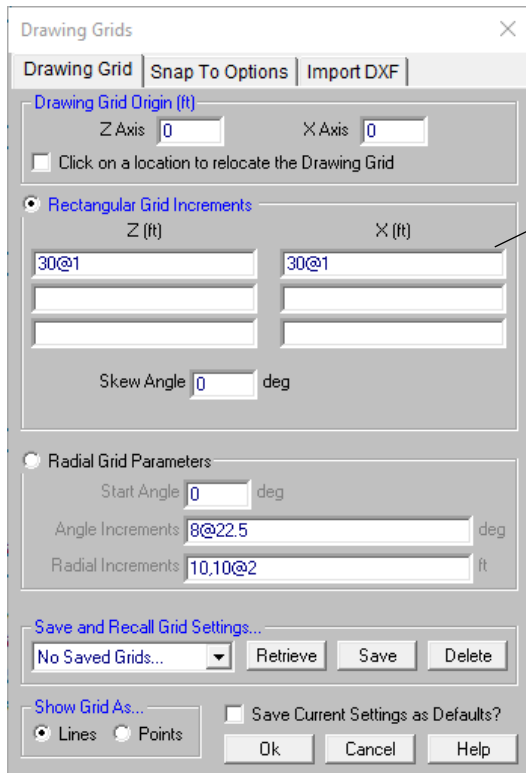 Drawing Grids
Drawing Grid Snap To Options Import DXF
Drawing Grid Origin (ft)
Z Axis 0 X Axis 0
Click on a location to relocate the Drawing Grid
Rectangular Grid Increments
Z (ft) X (ft)
30@1 30@1
Skew Angle 0 deg
Radial Grid Parameters
Start Angle 0 deg
Angle Increments 8@22.5 deg
Radial Increments 10,10@2 ft
Save and Recall Grid Settings...
No Saved Grids... Retrieve Save Delete
Show Grid As...
Save Current Settings as Defaults?
Lines Points
Ok Cancel Help